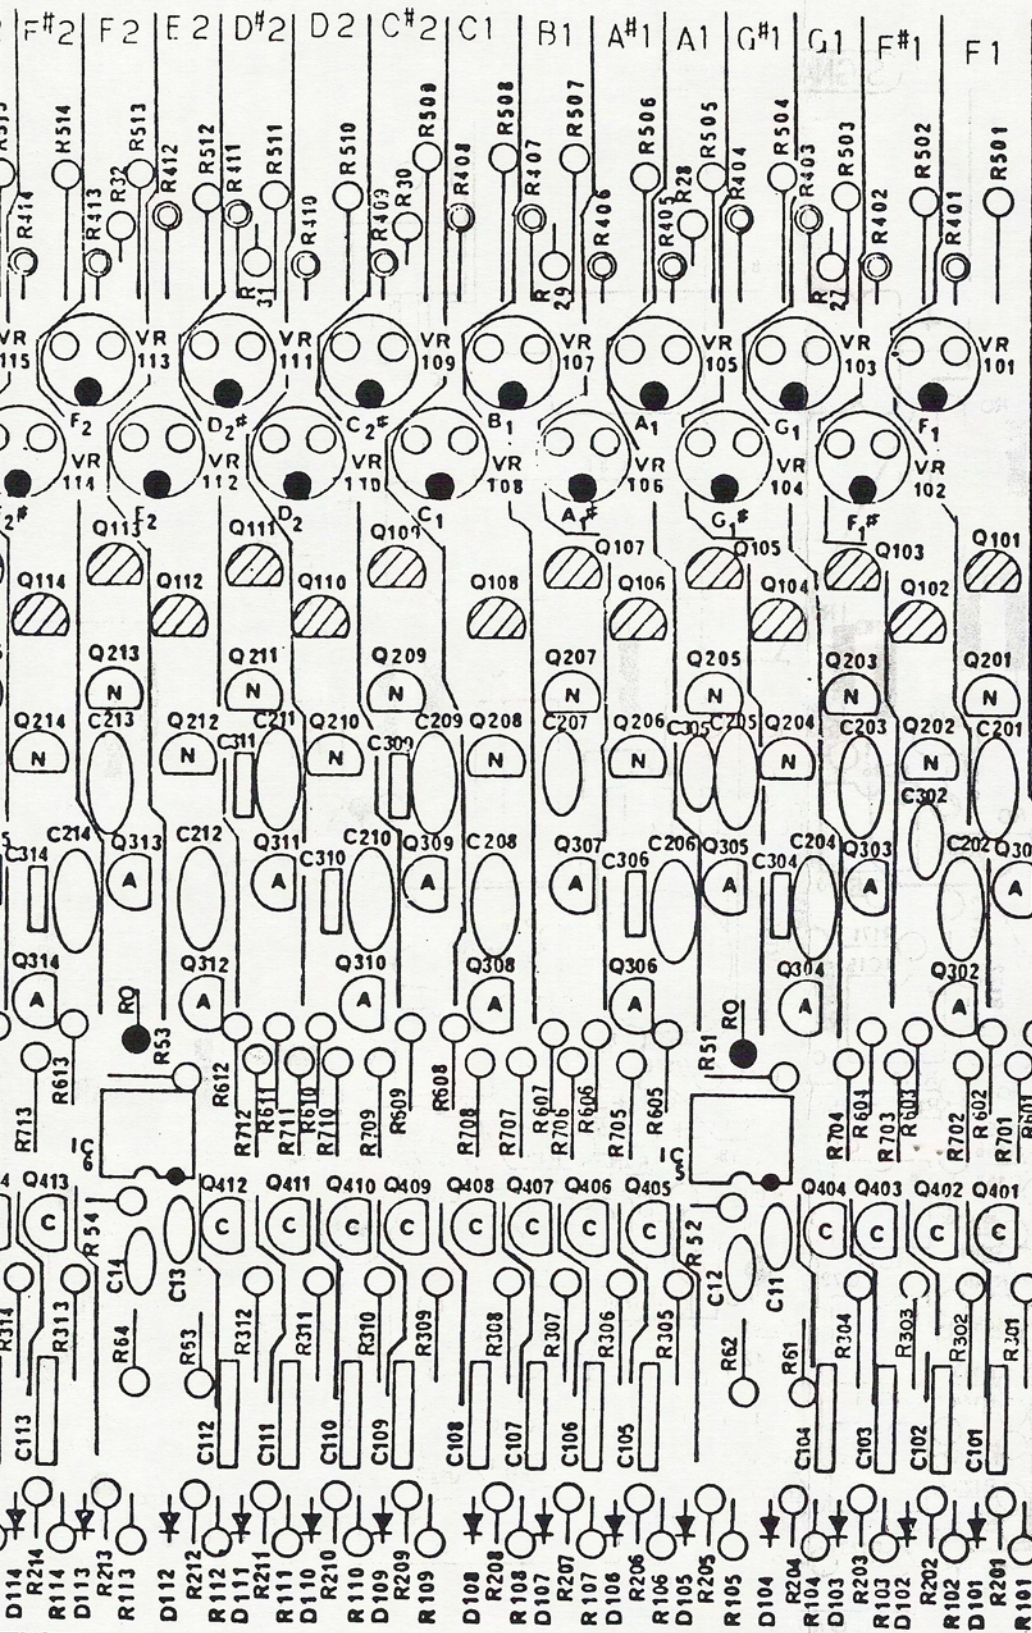 F#2 F2 E2 D#2 D2 C#2 C1 B1 A#1 A1 G#1 G1 F#1 F1
R514 R513 R412 R512 R411 R511 R510 R509 R408 R508 R407 R507 R506 R505 R404 R504 R403 R503 R502 R501
R414 R413 R32 R410 R409 R30 R406 R405 R28 R402 R401
R31 R29 R27
VR115 VR113 VR111 VR109 VR107 VR105 VR103 VR101
F2 D2# C2# B1 A1 G1 F1
VR114 VR112 VR110 VR108 VR106 VR104 VR102
2# E2 D2 C1 A1# G1# F1#
Q113 Q111 Q109 Q107 Q105 Q103 Q101
Q114 Q112 Q110 Q108 Q106 Q104 Q102
Q213 Q211 Q209 Q207 Q205 Q203 Q201
N N N N N N N
Q214 C213 Q212 C311 C211 Q210 C309 C209 Q208 C207 Q206 C305 C205 Q204 C203 Q202 C201
N N N N N N N
C302
C314 C214 Q313 C212 Q311 C310 C210 Q309 C208 Q307 C306 C206 Q305 C304 C204 Q303 C202 Q30
A A A A A A A
Q314 Q312 Q310 Q308 Q306 Q304 Q302
A A A A A A A
RO R53 RO R51
R713 R613 R612 R712 R611 R711 R610 R710 R709 R609 R608 R708 R707 R607 R706 R606 R705 R605 R704 R604 R703 R603 R702 R602 R701 R601
Q413 Q412 Q411 Q410 Q409 Q408 Q407 Q406 Q405 Q404 Q403 Q402 Q401
C C C C C C C C C C C C C
R54 C14 C13 R52 C12 C11
R314 R313 R64 R53 R312 R311 R310 R309 R308 R307 R306 R305 R62 R61 R304 R303 R302 R301
C113 C112 C111 C110 C109 C108 C107 C106 C105 C104 C103 C102 C101
D114 R214 R114 D113 R213 R113 D112 R212 R112 D111 R211 R111 D110 R210 R110 D109 R209 R109 D108 R208 R108 D107 R207 R107 D106 R206 R106 D105 R205 R105 D104 R204 R104 D103 R203 R103 D102 R202 R102 D101 R201 R101